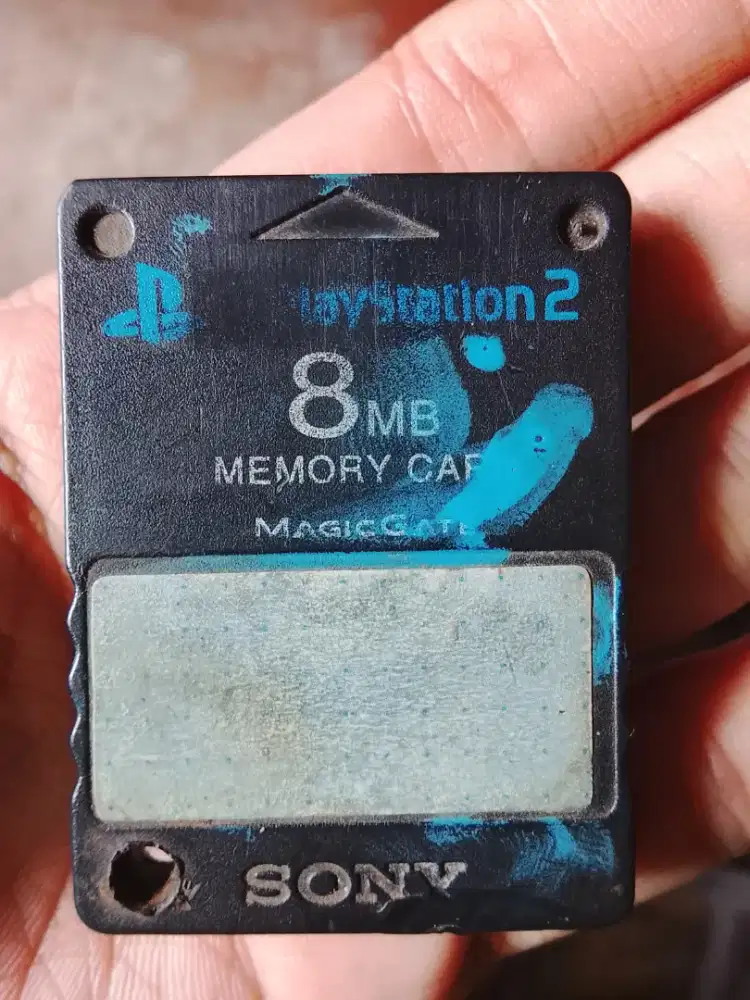 layStation 2
8MB
MEMORY CAR
MAGICGATE
SONY